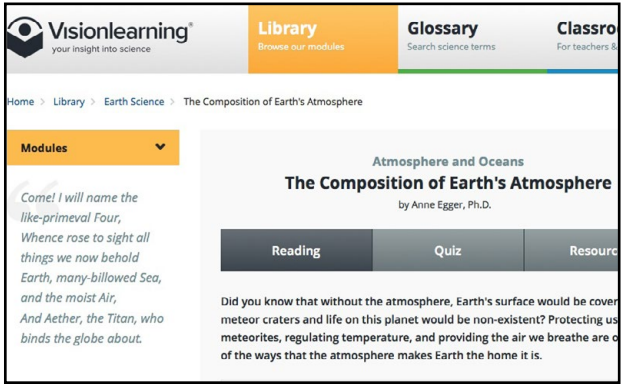 Visionlearning®
your insight into science
Library
Browse our modules
Glossary
Search science terms
Classro
For teachers &
Home > Library > Earth Science > The Composition of Earth's Atmosphere
Modules
Come! I will name the
like-primeval Four,
Whence rose to sight all
things we now behold
Earth, many-billowed Sea,
and the moist Air,
And Aether, the Titan, who
binds the globe about.
Atmosphere and Oceans
The Composition of Earth's Atmosphere
by Anne Egger, Ph.D.
Reading
Quiz
Resourc
Did you know that without the atmosphere, Earth's surface would be cover
meteor craters and life on this planet would be non-existent? Protecting us
meteorites, regulating temperature, and providing the air we breathe are o
of the ways that the atmosphere makes Earth the home it is.